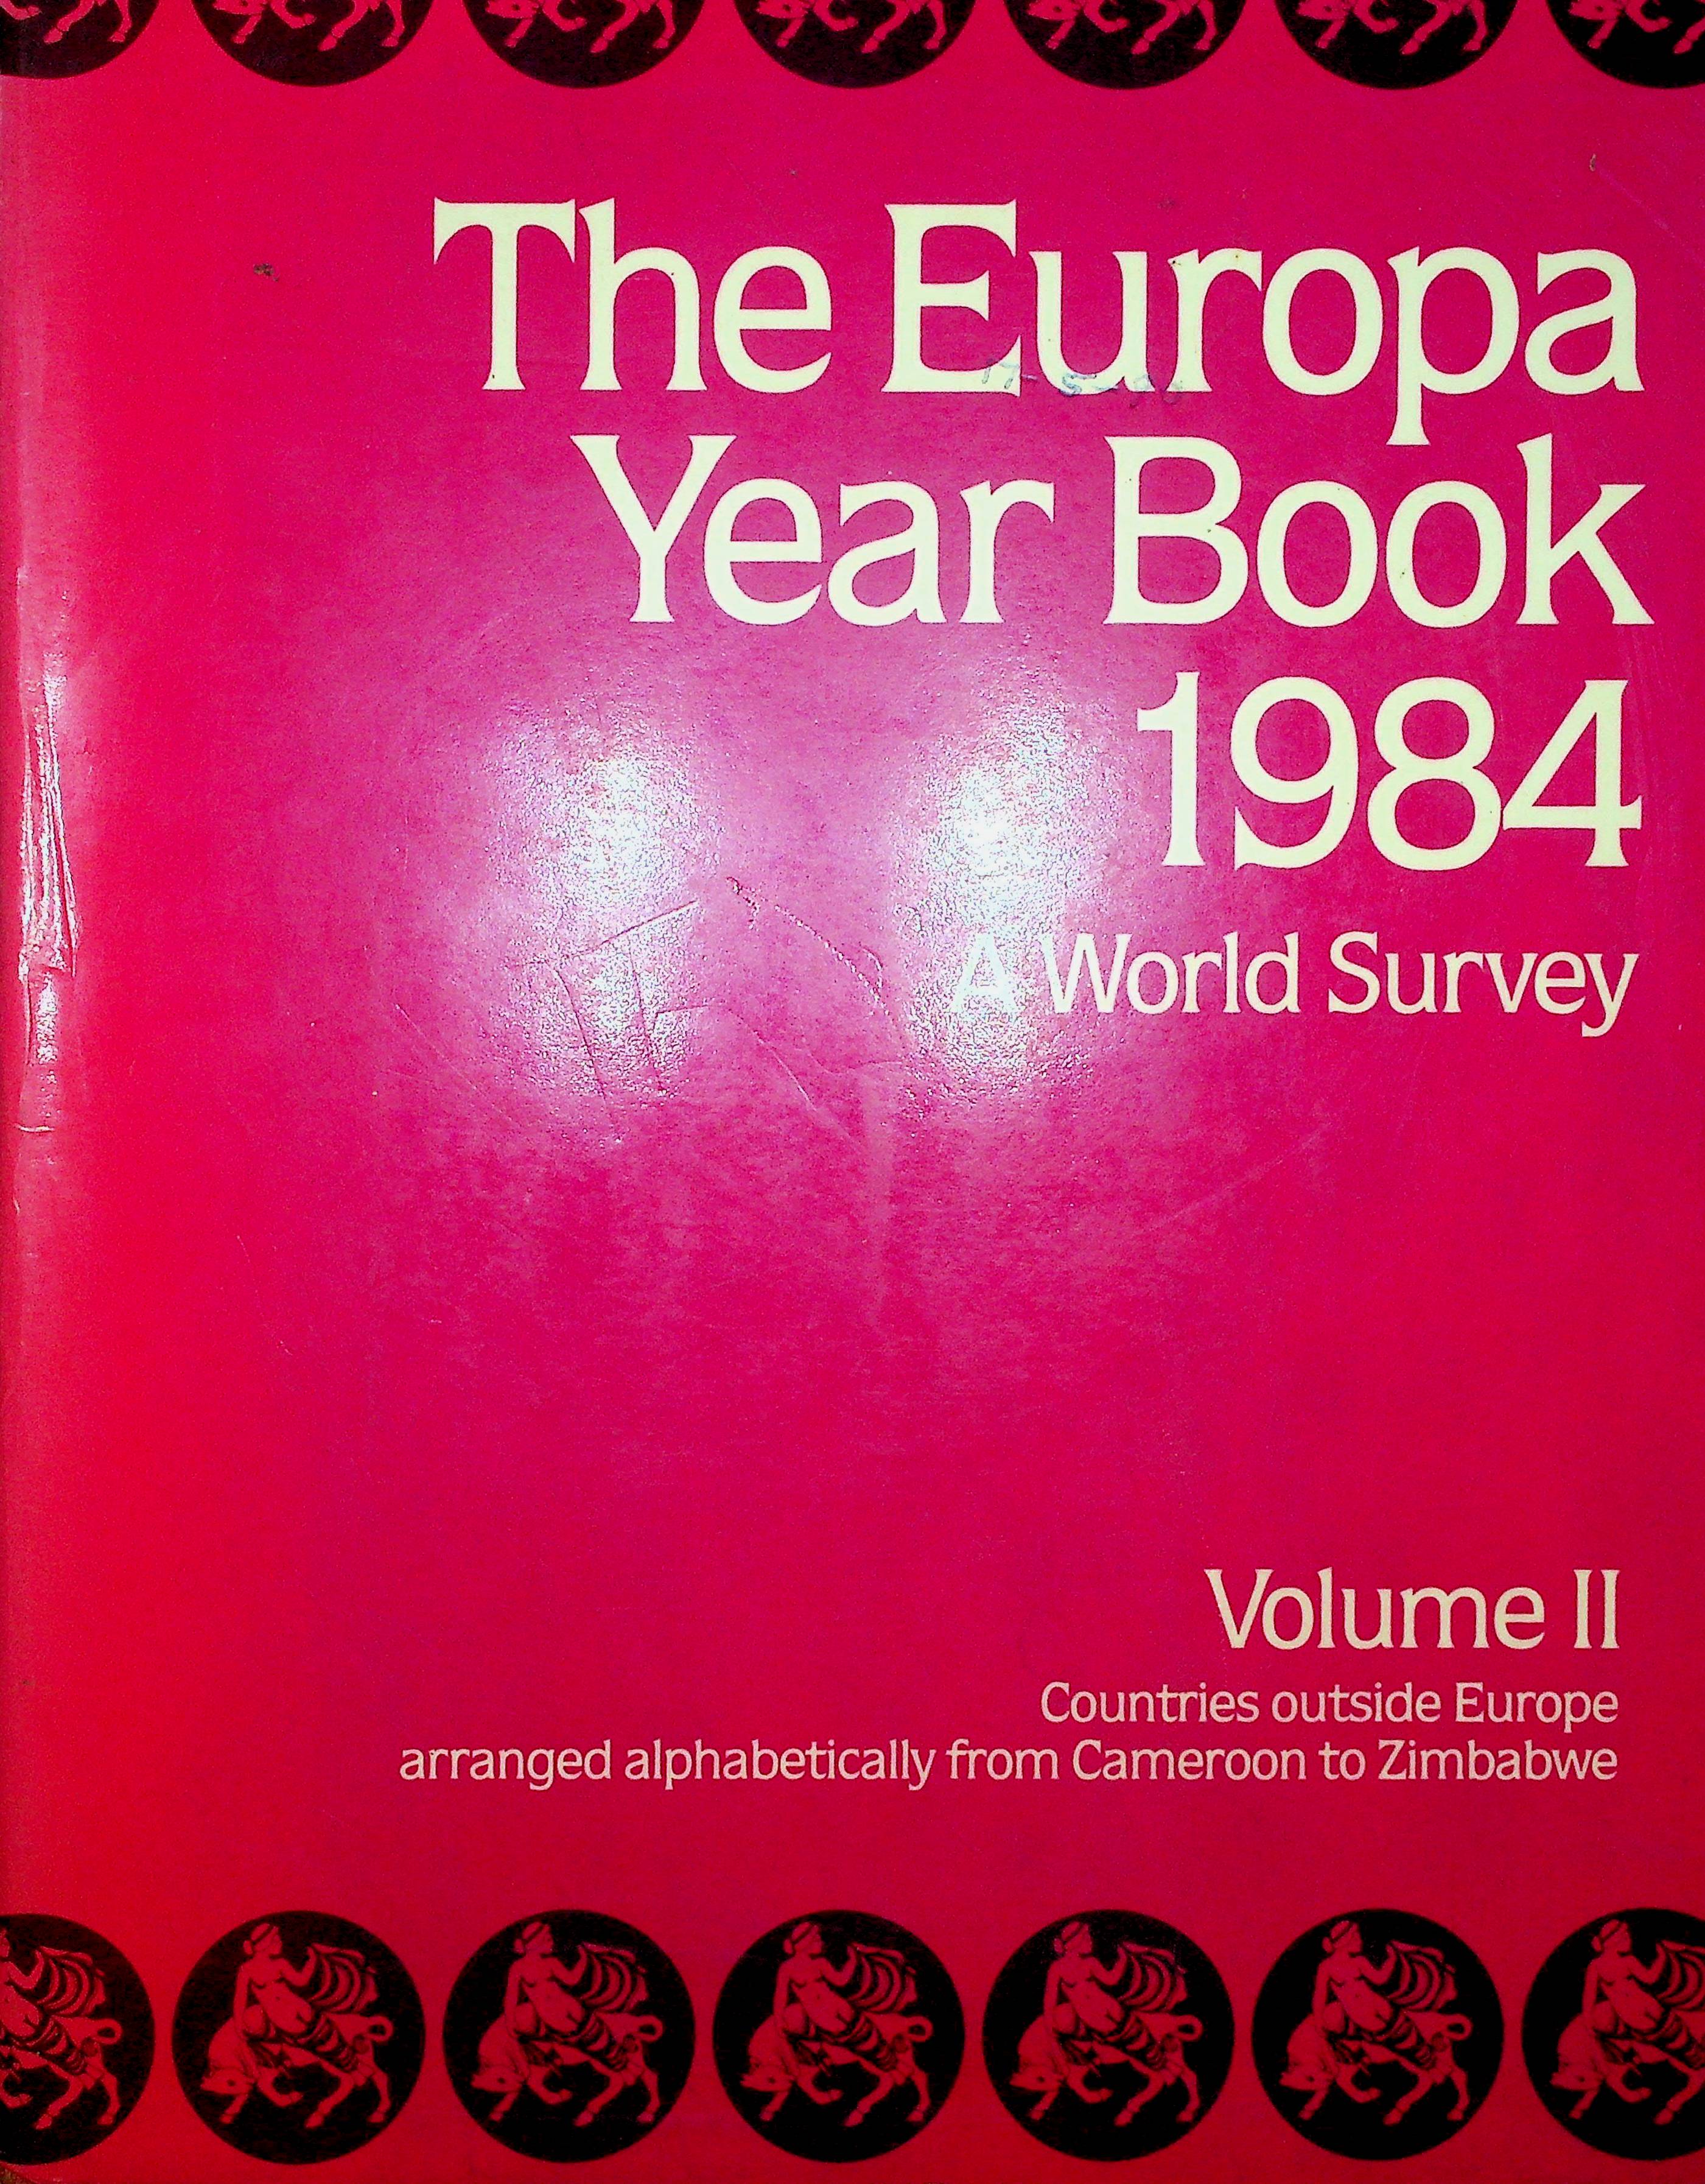 The Europa
Year Book
1984
A World Survey
Volume II
Countries outside Europe
arranged alphabetically from Cameroon to Zimbabwe